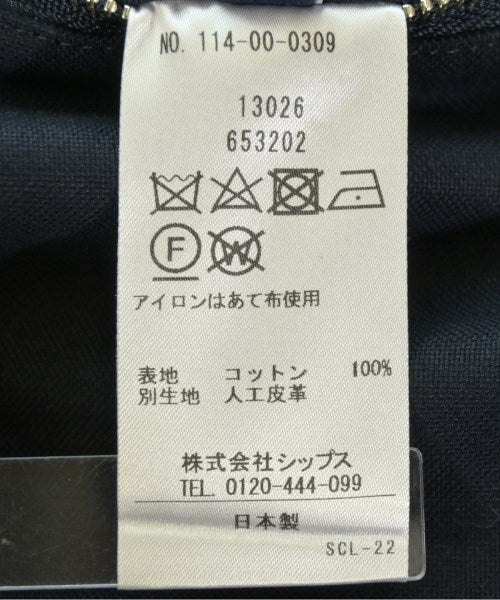 NO. 114-00-0309
13026
653202
F W
アイロンはあて布使用
表地 コットン 100%
別生地 人工皮革
株式会社シップス
TEL. 0120-444-099
日本製
SCL-22